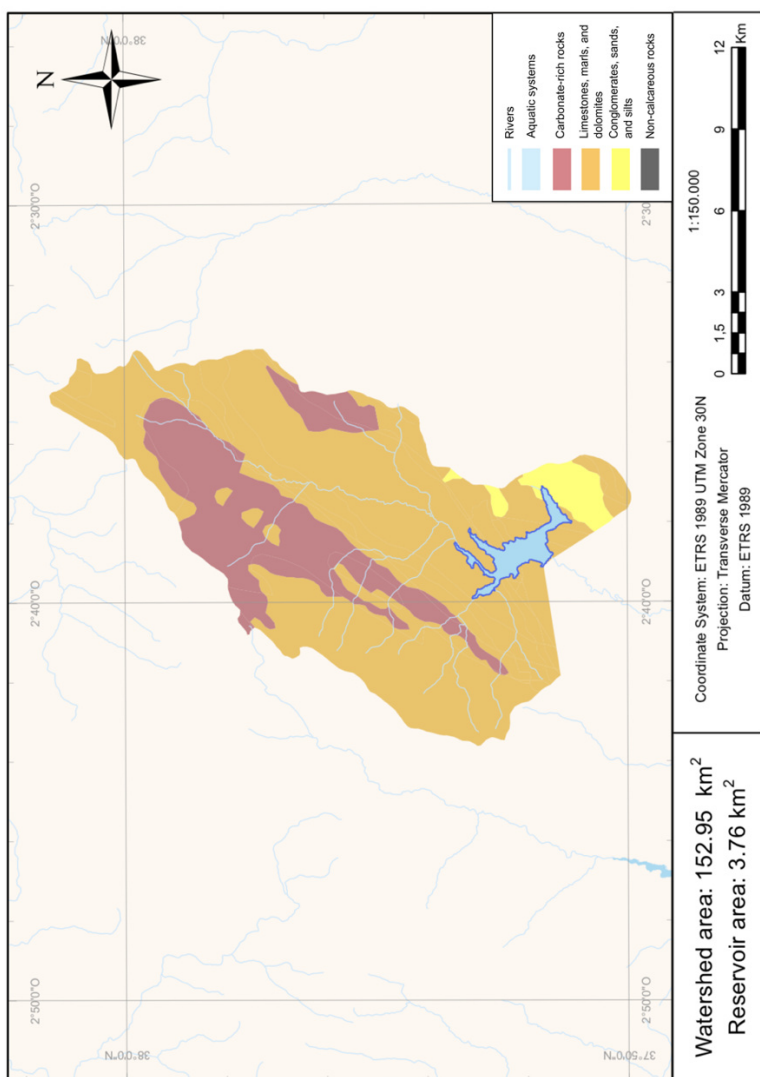 2°50'0"O
2°40'0"O
2°30'0"O
N
38°0'0"N
38°0'0"N
Rivers
Aquatic systems
Carbonate-rich rocks
Limestones, marls, and
dolomites
Conglomerates, sands,
and silts
Non-calcareous rocks
37°50'0"N
2°50'0"O
2°40'0"O
2°30
Watershed area: 152.95 km²
Reservoir area: 3.76 km²
Coordinate System: ETRS 1989 UTM Zone 30N
Projection: Transverse Mercator
Datum: ETRS 1989
1:150.000
0 1,5 3 6 9 12
Km